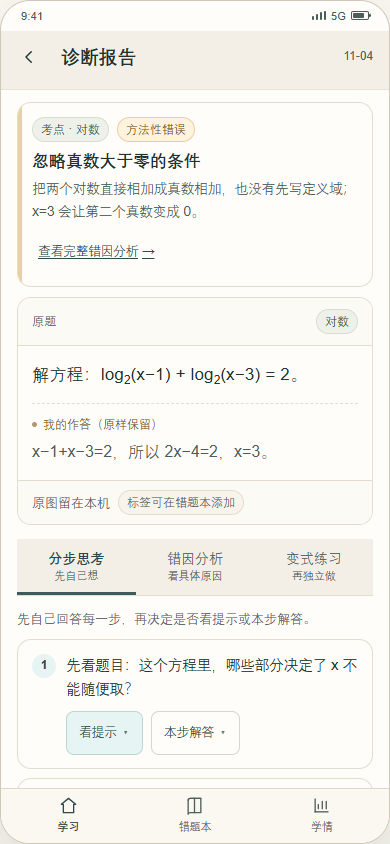 9:41
5G
诊断报告
11-04
考点 · 对数
方法性错误
忽略真数大于零的条件
把两个对数直接相加成真数相加，也没有先写定义域；
x=3 会让第二个真数变成 0。
查看完整错因分析 →
原题
对数
解方程：log₂(x−1) + log₂(x−3) = 2。
我的作答（原样保留）
x−1+x−3=2，所以 2x−4=2，x=3。
原图留在本机
标签可在错题本添加
分步思考
先自己想
错因分析
看具体原因
变式练习
再独立做
先自己回答每一步，再决定是否看提示或本步解答。
1
先看题目：这个方程里，哪些部分决定了 x 不
能随便取？
看提示
本步解答
学习
错题本
学情